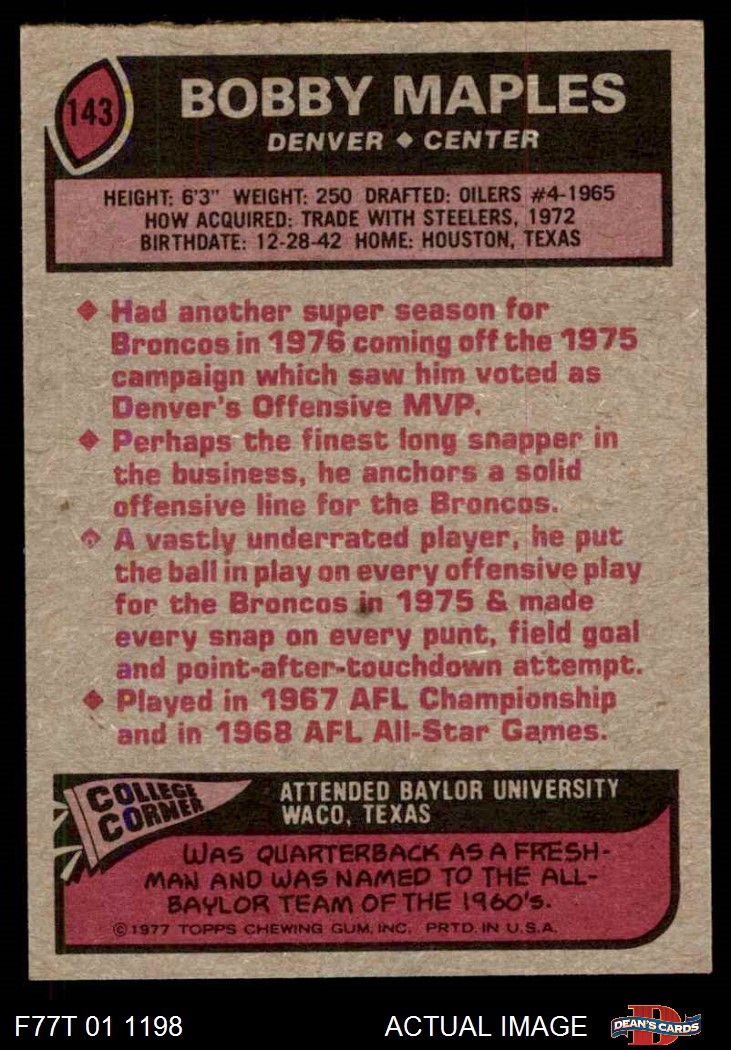 143
BOBBY MAPLES
DENVER ◆ CENTER
HEIGHT: 6'3" WEIGHT: 250 DRAFTED: OILERS #4-1965
HOW ACQUIRED: TRADE WITH STEELERS, 1972
BIRTHDATE: 12-28-42 HOME: HOUSTON, TEXAS
◆ Had another super season for
Broncos in 1976 coming off the 1975
campaign which saw him voted as
Denver's Offensive MVP.
◆ Perhaps the finest long snapper in
the business, he anchors a solid
offensive line for the Broncos.
◆ A vastly underrated player, he put
the ball in play on every offensive play
for the Broncos in 1975 & made
every snap on every punt, field goal
and point-after-touchdown attempt.
◆ Played in 1967 AFL Championship
and in 1968 AFL All-Star Games.
COLLEGE
CORNER
ATTENDED BAYLOR UNIVERSITY
WACO, TEXAS
WAS QUARTERBACK AS A FRESH-
MAN AND WAS NAMED TO THE ALL-
BAYLOR TEAM OF THE 1960's.
©1977 TOPPS CHEWING GUM, INC. PRTD. IN U.S.A.
F77T 01 1198
ACTUAL IMAGE
D
DEAN'S CARDS